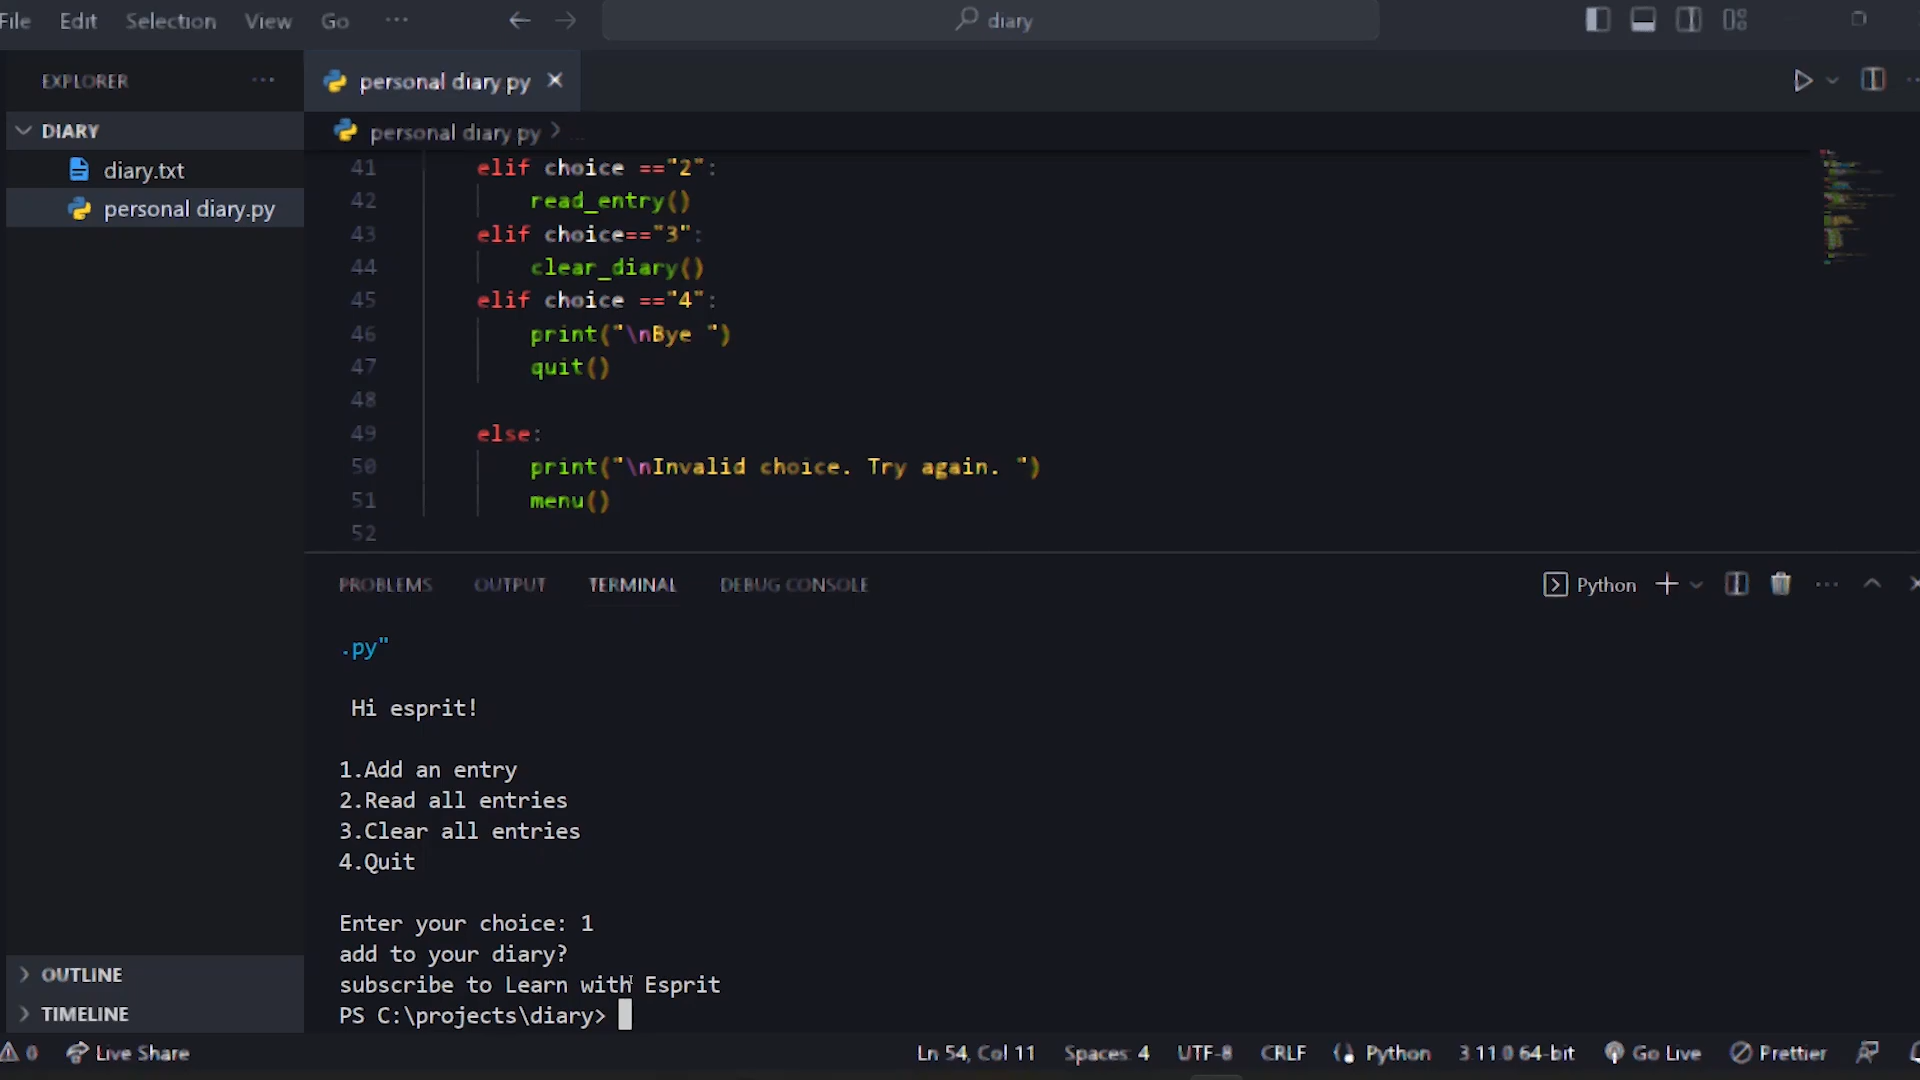 File Edit Selection View Go ··· diary
EXPLORER ···
personal diary.py
DIARY
personal diary.py > ...
diary.txt
personal diary.py
41 elif choice =="2":
42 read_entry()
43 elif choice=="3":
44 clear_diary()
45 elif choice =="4":
46 print("\nBye ")
47 quit()
48
49 else:
50 print("\nInvalid choice. Try again. ")
51 menu()
52
PROBLEMS OUTPUT TERMINAL DEBUG CONSOLE Python
.py"
Hi esprit!
1.Add an entry
2.Read all entries
3.Clear all entries
4.Quit
Enter your choice: 1
add to your diary?
subscribe to Learn with Esprit
PS C:\projects\diary>
OUTLINE
TIMELINE
0 Live Share Ln 54, Col 11 Spaces: 4 UTF-8 CRLF Python 3.11.0 64-bit Go Live Prettier